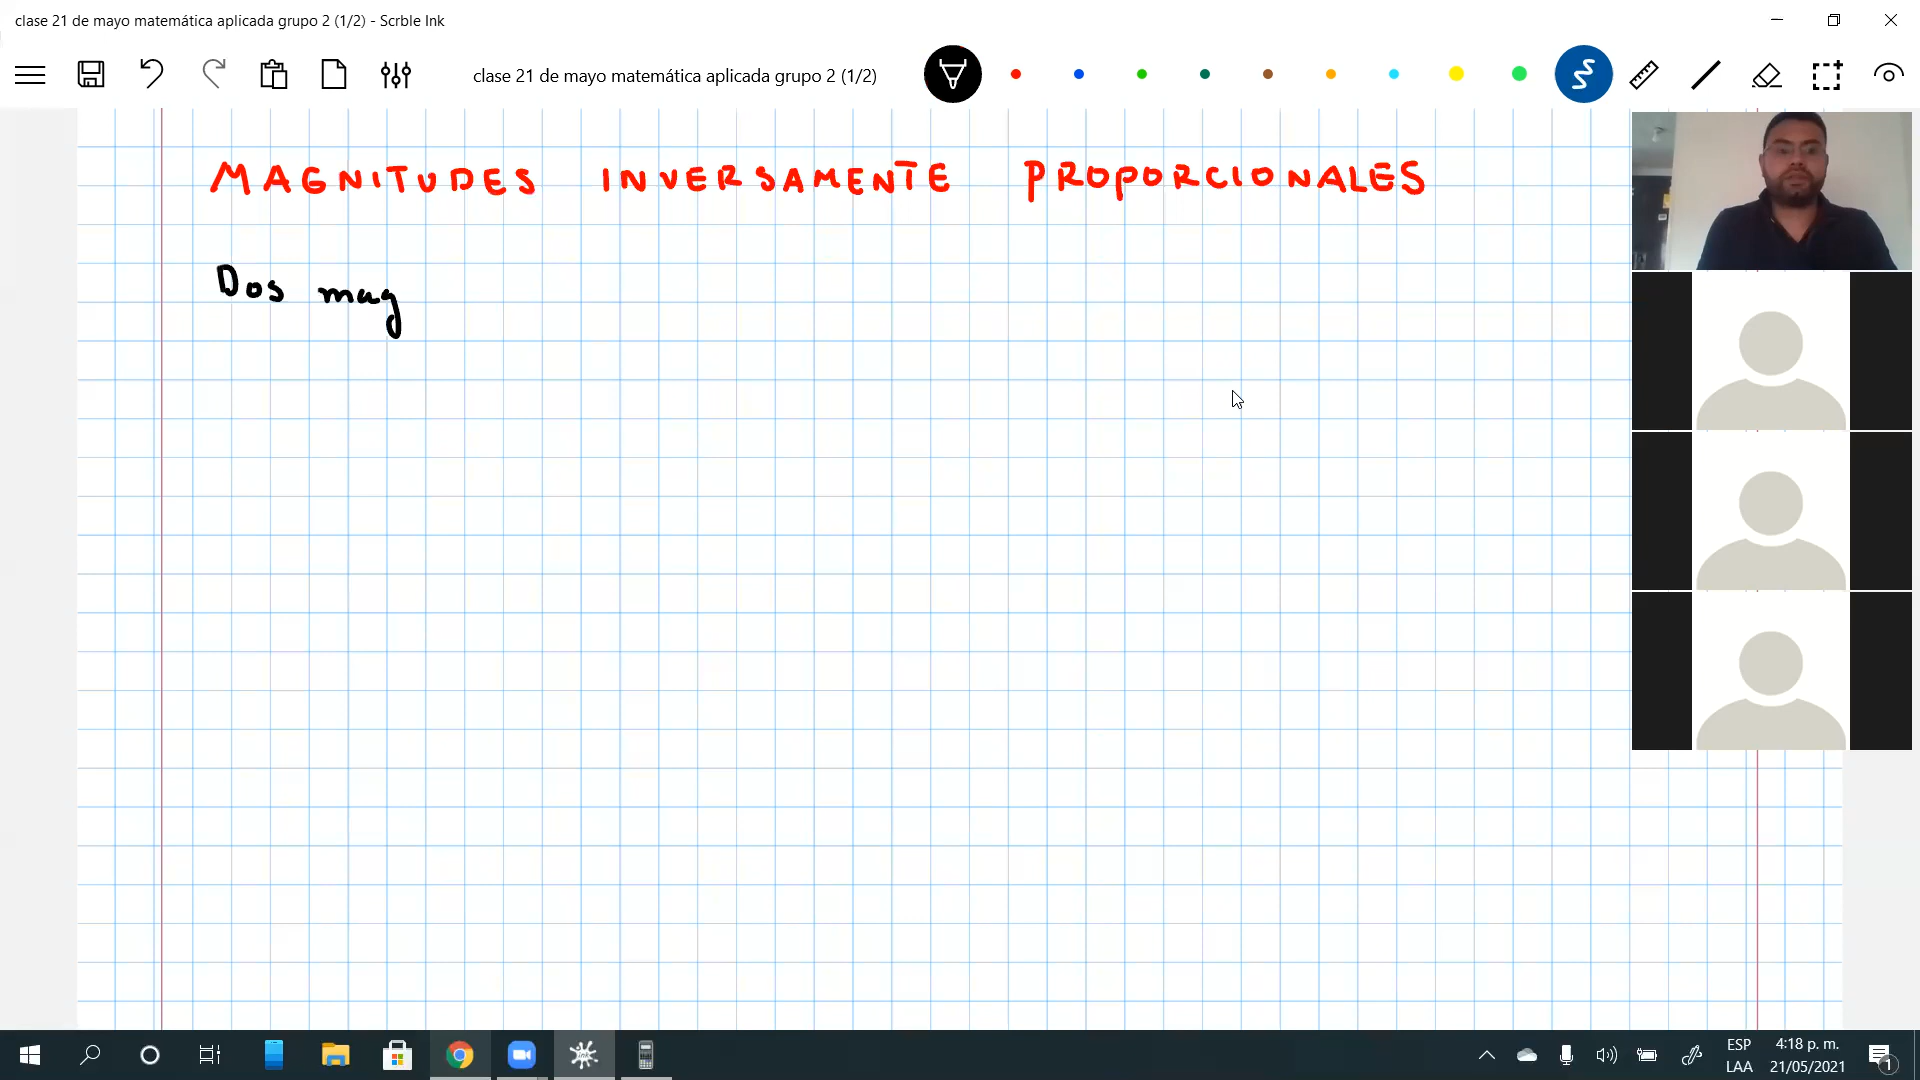 clase 21 de mayo matemática aplicada grupo 2 (1/2) - Scrble Ink
clase 21 de mayo matemática aplicada grupo 2 (1/2)
MAGNITUDES INVERSAMENTE PROPORCIONALES
Dos mag
ESP
LAA
4:18 p. m.
21/05/2021
1